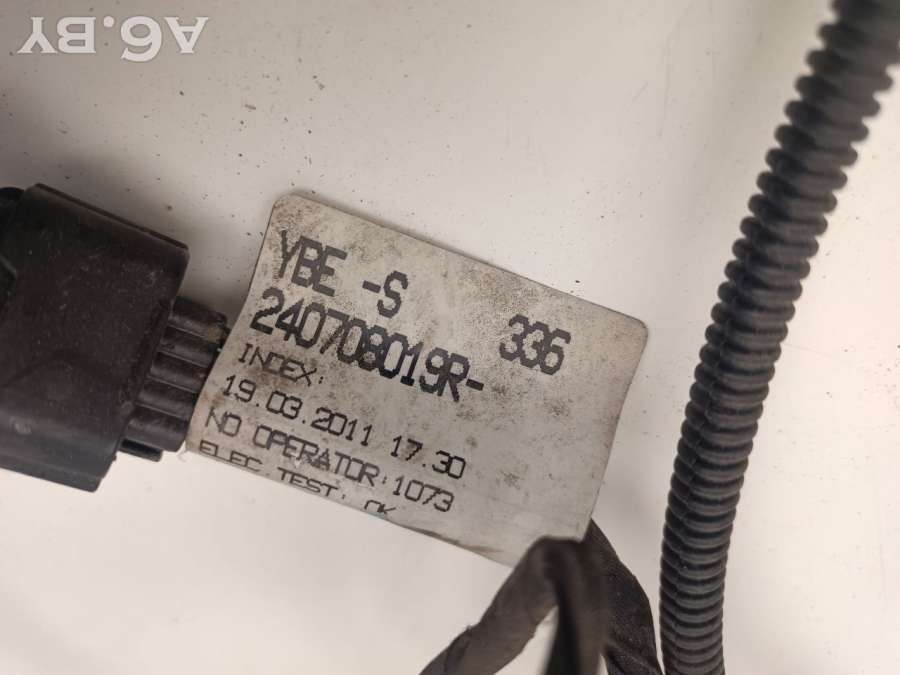 A6.BY
YBE -S 336
240708019R-
INDEX:
19.03.2011 17.30
NO OPERATOR:1073
ELEC TEST: OK